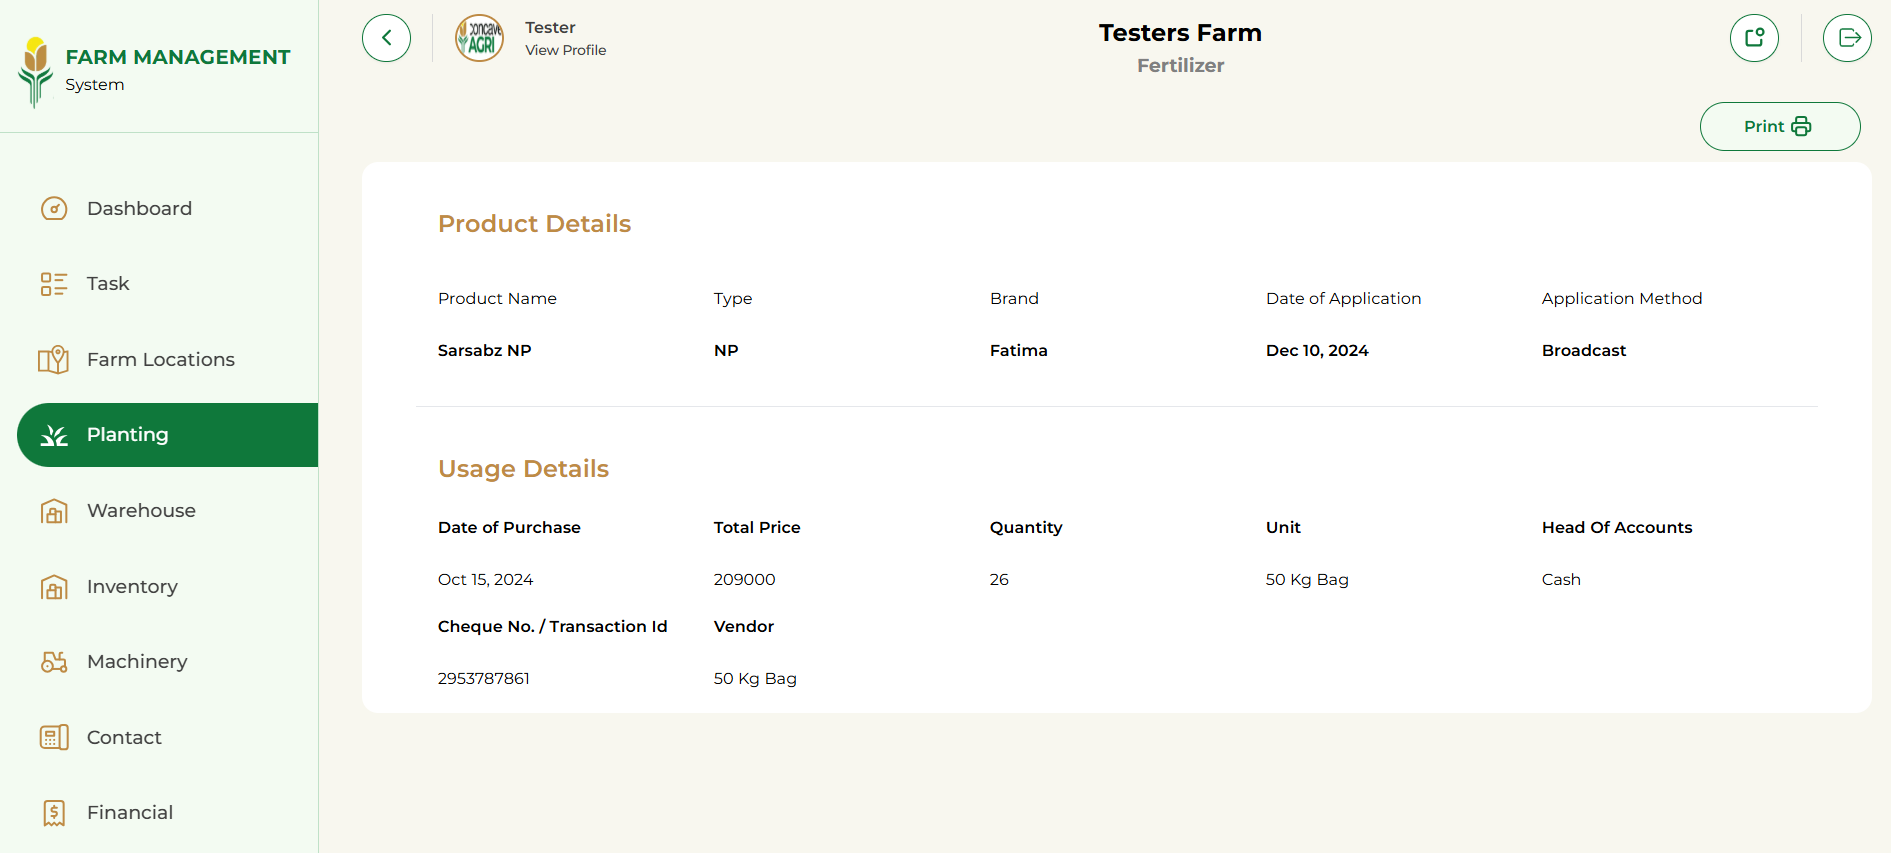 FARM MANAGEMENT
System
Dashboard
Task
Farm Locations
Planting
Warehouse
Inventory
Machinery
Contact
Financial
CONCAVE
AGRI
Tester
View Profile
Testers Farm
Fertilizer
Print
Product Details
Product Name Type Brand Date of Application Application Method
Sarsabz NP NP Fatima Dec 10, 2024 Broadcast
Usage Details
Date of Purchase Total Price Quantity Unit Head Of Accounts
Oct 15, 2024 209000 26 50 Kg Bag Cash
Cheque No. / Transaction Id Vendor
2953787861 50 Kg Bag